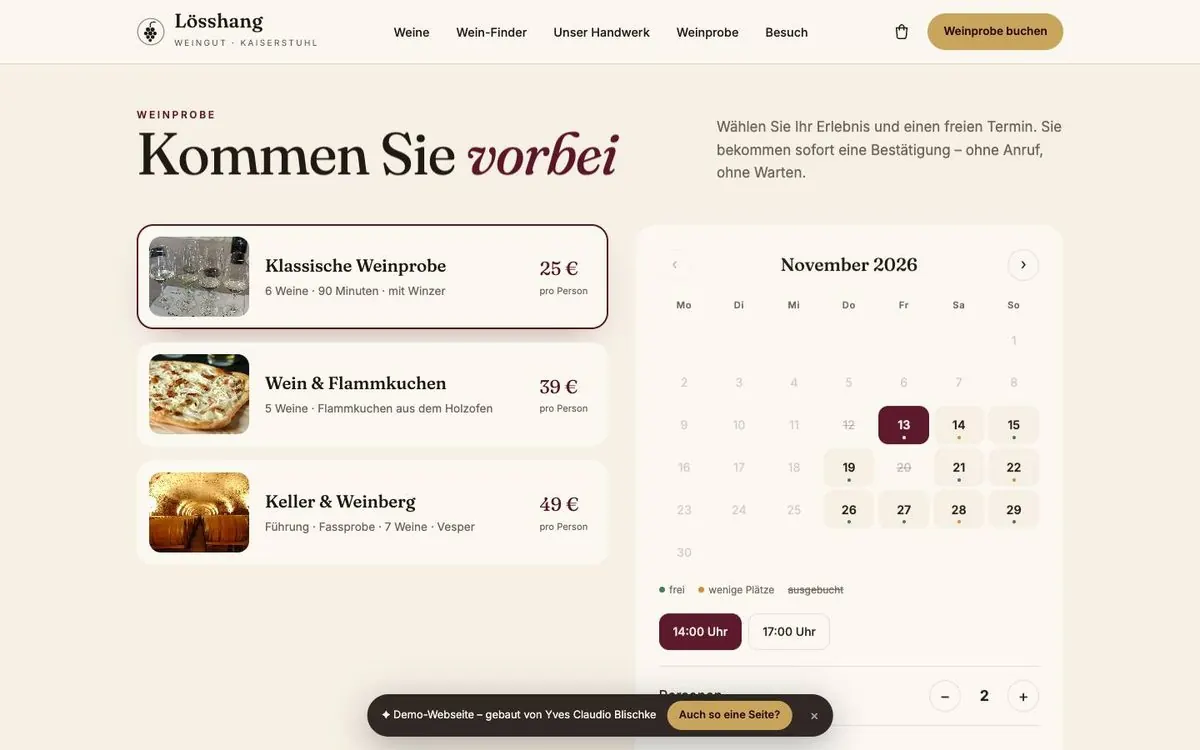 Lösshang
WEINGUT · KAISERSTUHL
Weine
Wein-Finder
Unser Handwerk
Weinprobe
Besuch
Weinprobe buchen
WEINPROBE
Kommen Sie vorbei
Wählen Sie Ihr Erlebnis und einen freien Termin. Sie
bekommen sofort eine Bestätigung – ohne Anruf,
ohne Warten.
Klassische Weinprobe
6 Weine · 90 Minuten · mit Winzer
25 €
pro Person
Wein & Flammkuchen
5 Weine · Flammkuchen aus dem Holzofen
39 €
pro Person
Keller & Weinberg
Führung · Fassprobe · 7 Weine · Vesper
49 €
pro Person
‹ November 2026 ›
Mo Di Mi Do Fr Sa So
1
2 3 4 5 6 7 8
9 10 11 12 13 14 15
16 17 18 19 20 21 22
23 24 25 26 27 28 29
30
frei wenige Plätze ausgebucht
14:00 Uhr 17:00 Uhr
Personen − 2 +
✦ Demo-Webseite – gebaut von Yves Claudio Blischke
Auch so eine Seite?
×